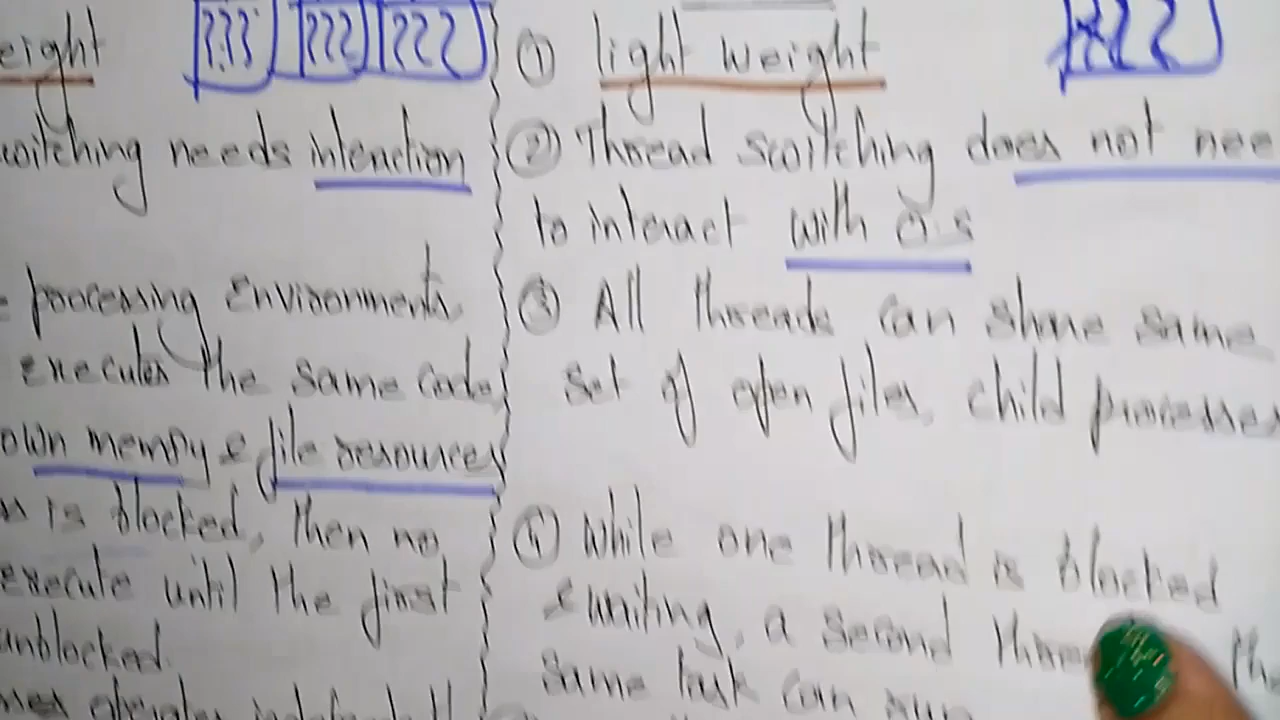 eight
witching needs intenction
processing Environments
executes the same code,
own memory & file resources
is blocked, then no
execute until the first
unblocked.
① light weight
② Thread switching does not nee
to interact with O.S
③ All threads can share same
set of open files, child processes
④ While one thread is blocked
& waiting, a second the
same task can run